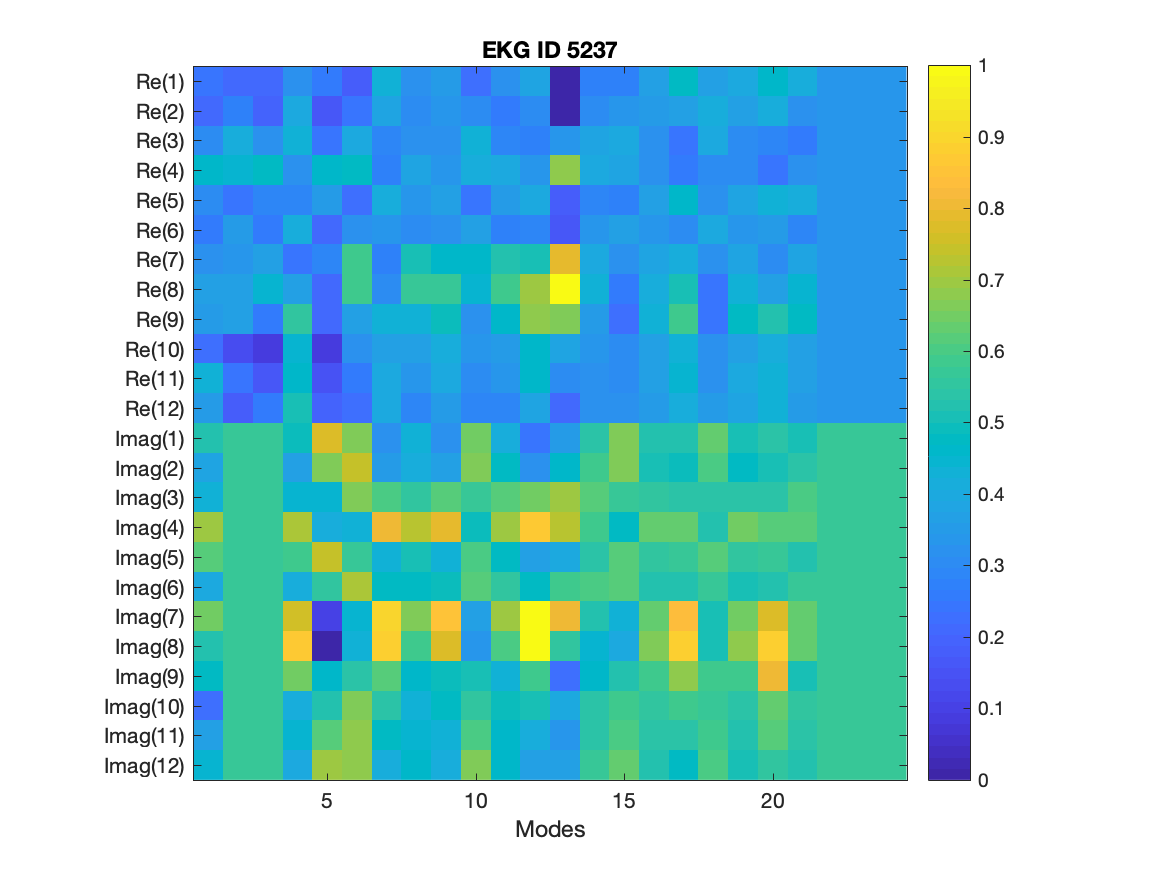 EKG ID 5237
Re(1)
Re(2)
Re(3)
Re(4)
Re(5)
Re(6)
Re(7)
Re(8)
Re(9)
Re(10)
Re(11)
Re(12)
Imag(1)
Imag(2)
Imag(3)
Imag(4)
Imag(5)
Imag(6)
Imag(7)
Imag(8)
Imag(9)
Imag(10)
Imag(11)
Imag(12)
5 10 15 20
Modes
1
0.9
0.8
0.7
0.6
0.5
0.4
0.3
0.2
0.1
0